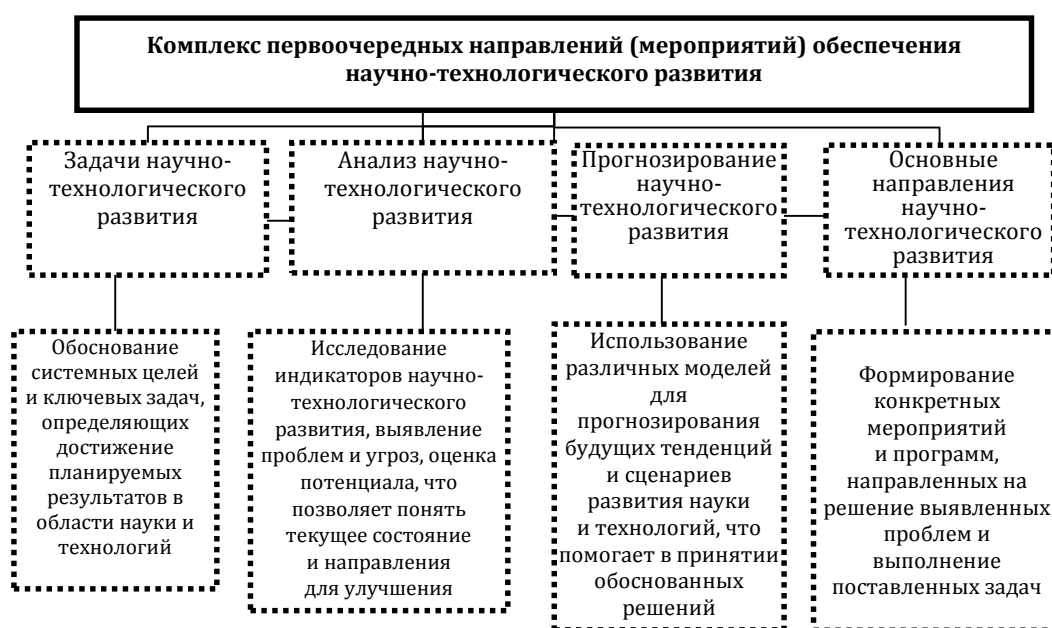 Комплекс первоочередных направлений (мероприятий) обеспечения
научно-технологического развития
Задачи научно-
технологического
развития
Анализ научно-
технологического
развития
Прогнозирование
научно-
технологического
развития
Основные
направления
научно-
технологического
развития
Обоснование
системных целей
и ключевых задач,
определяющих
достижение
планируемых
результатов в
области науки и
технологий
Исследование
индикаторов научно-
технологического
развития, выявление
проблем и угроз, оценка
потенциала, что
позволяет понять
текущее состояние
и направления
для улучшения
Использование
различных моделей
для
прогнозирования
будущих тенденций
и сценариев
развития науки
и технологий, что
помогает в принятии
обоснованных
решений
Формирование
конкретных
мероприятий
и программ,
направленных на
решение выявленных
проблем и
выполнение
поставленных задач